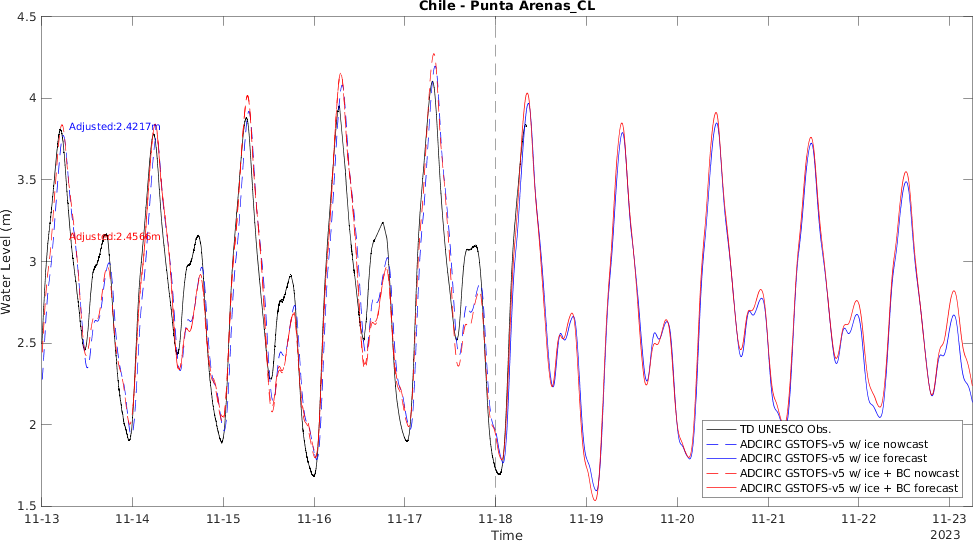 Chile - Punta Arenas_CL
4.5
4
3.5
3
2.5
2
1.5
Water Level (m)
Adjusted:2.4217m
Adjusted:2.4566m
TD UNESCO Obs.
ADCIRC GSTOFS-v5 w/ ice nowcast
ADCIRC GSTOFS-v5 w/ ice forecast
ADCIRC GSTOFS-v5 w/ ice + BC nowcast
ADCIRC GSTOFS-v5 w/ ice + BC forecast
11-13 11-14 11-15 11-16 11-17 11-18 11-19 11-20 11-21 11-22 11-23
Time
2023